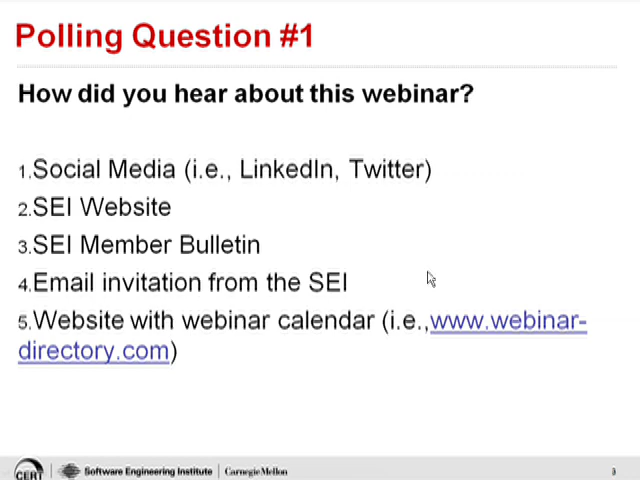 Polling Question #1
How did you hear about this webinar?
1.Social Media (i.e., LinkedIn, Twitter)
2.SEI Website
3.SEI Member Bulletin
4.Email invitation from the SEI
5.Website with webinar calendar (i.e.,www.webinar-
directory.com)
CERT Software Engineering Institute Carnegie Mellon 3